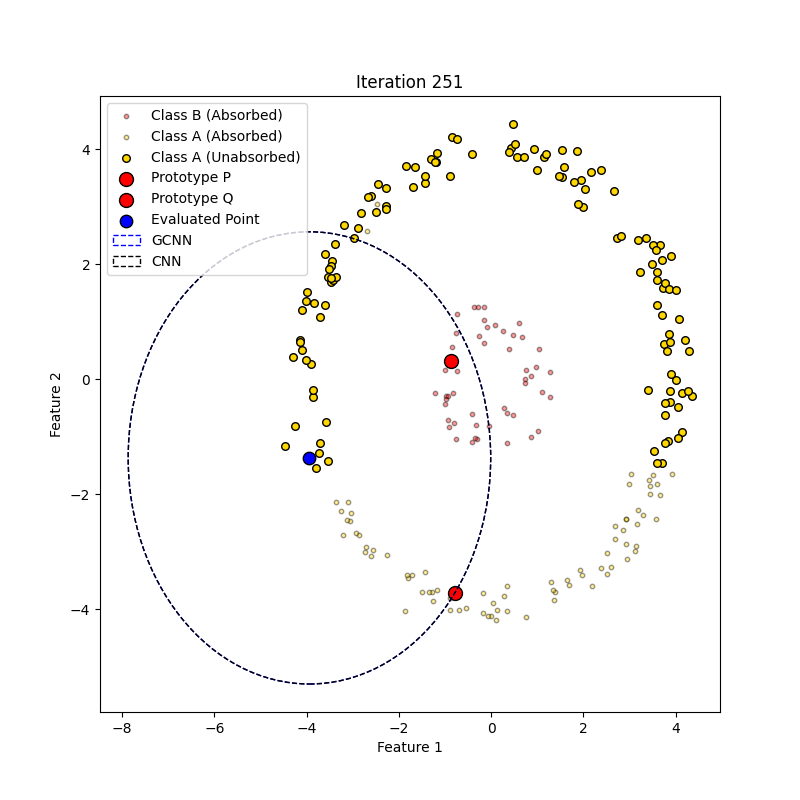 Iteration 251
Class B (Absorbed)
Class A (Absorbed)
Class A (Unabsorbed)
Prototype P
Prototype Q
Evaluated Point
GCNN
CNN
4
2
0
−2
−4
Feature 2
−8 −6 −4 −2 0 2 4
Feature 1